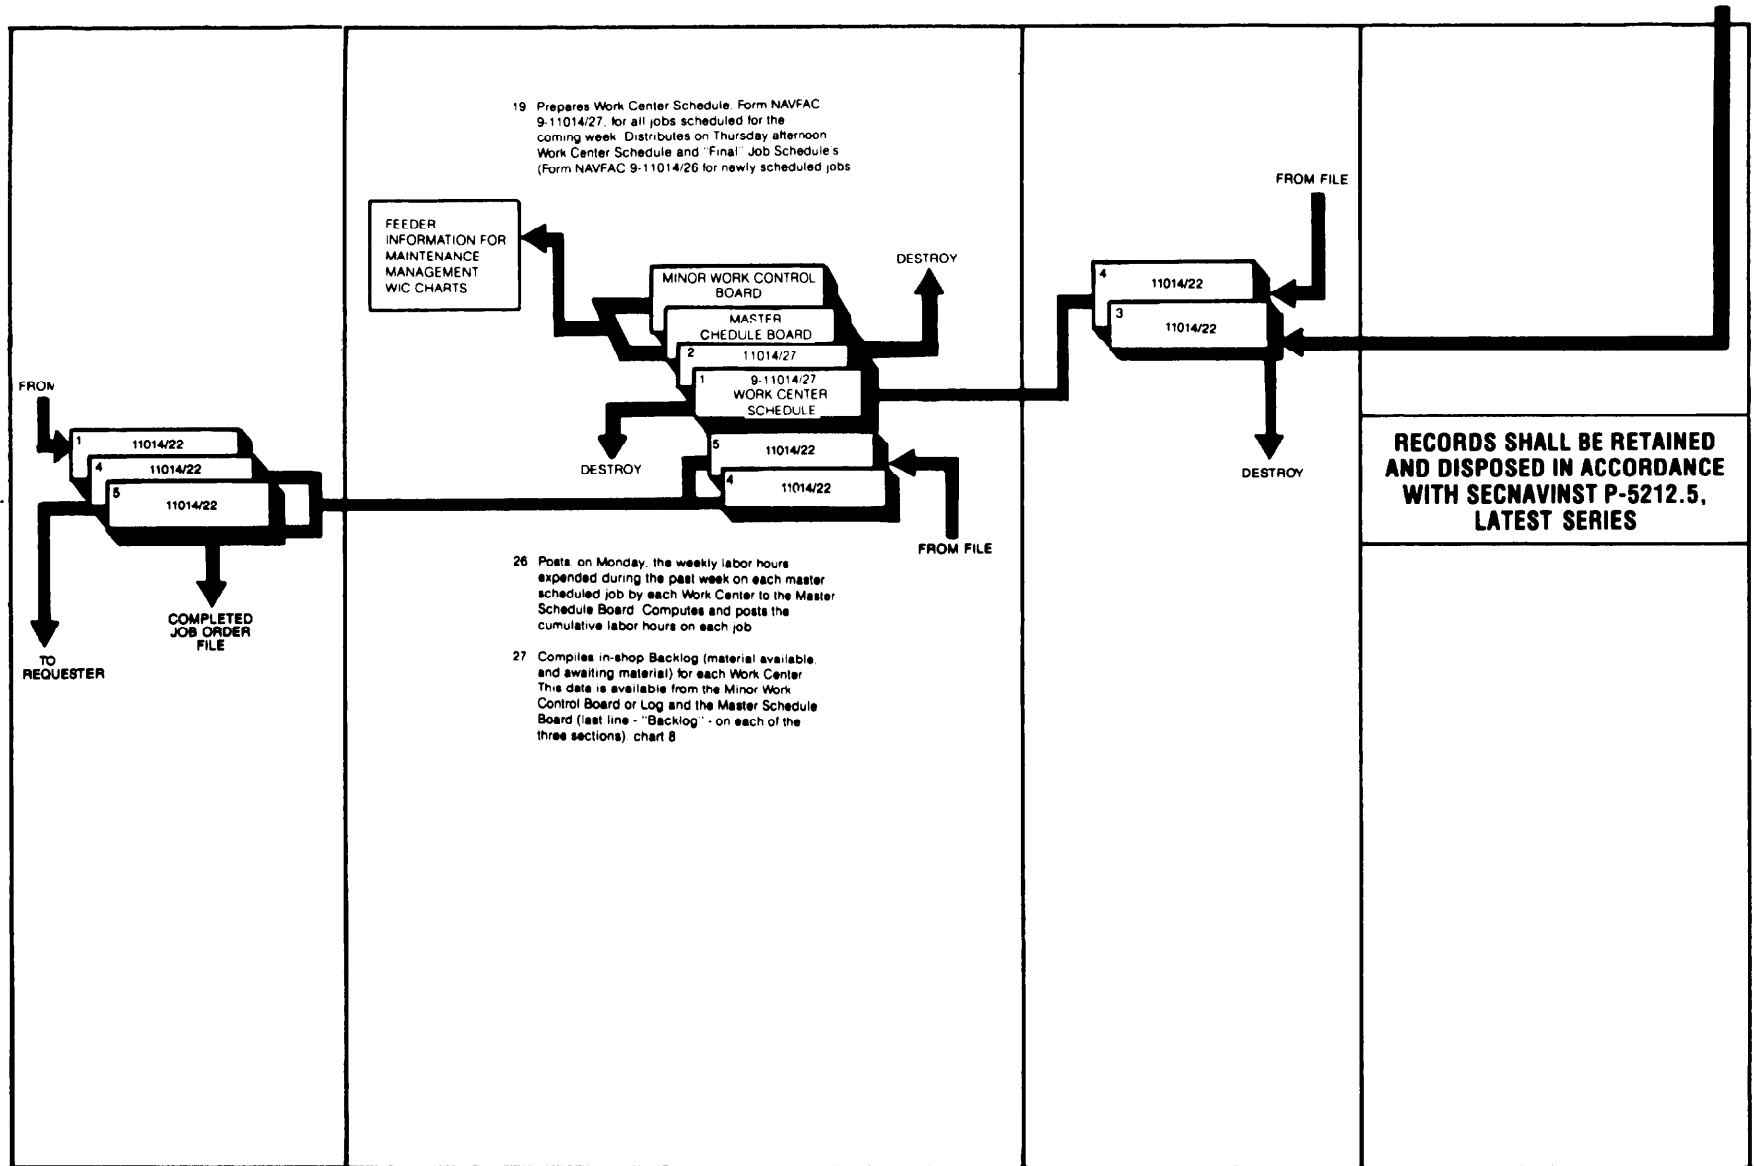 FROM
1 11014/22
4 11014/22
5 11014/22
TO
REQUESTER
COMPLETED
JOB ORDER
FILE
19 Prepares Work Center Schedule. Form NAVFAC
9-11014/27, for all jobs scheduled for the
coming week. Distributes on Thursday afternoon
Work Center Schedule and "Final" Job Schedule s
(Form NAVFAC 9-11014/26 for newly scheduled jobs
FEEDER
INFORMATION FOR
MAINTENANCE
MANAGEMENT
WIC CHARTS
MINOR WORK CONTROL
BOARD
MASTER
CHEDULE BOARD
2 11014/27
1 9-11014/27
WORK CENTER
SCHEDULE
DESTROY
DESTROY
5 11014/22
4 11014/22
FROM FILE
26 Posts, on Monday, the weekly labor hours
expended during the past week on each master
scheduled job by each Work Center to the Master
Schedule Board. Computes and posts the
cumulative labor hours on each job
27 Compiles in-shop Backlog (material available,
and awaiting material) for each Work Center
This data is available from the Minor Work
Control Board or Log and the Master Schedule
Board (last line - "Backlog" - on each of the
three sections). chart 8
FROM FILE
4 11014/22
3 11014/22
DESTROY
RECORDS SHALL BE RETAINED
AND DISPOSED IN ACCORDANCE
WITH SECNAVINST P-5212.5,
LATEST SERIES